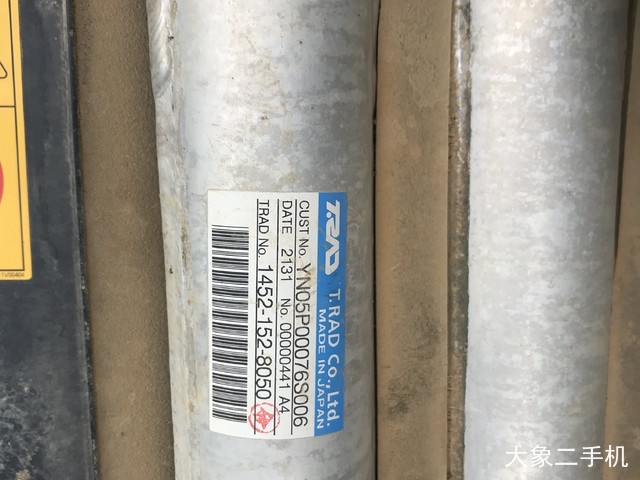 T.RAD T.RAD Co., Ltd.
MADE IN JAPAN
CUST No. YN05P00076S006
DATE 2131 No. 00000441 A4
TRAD No. 1452-152-8050
大象二手机